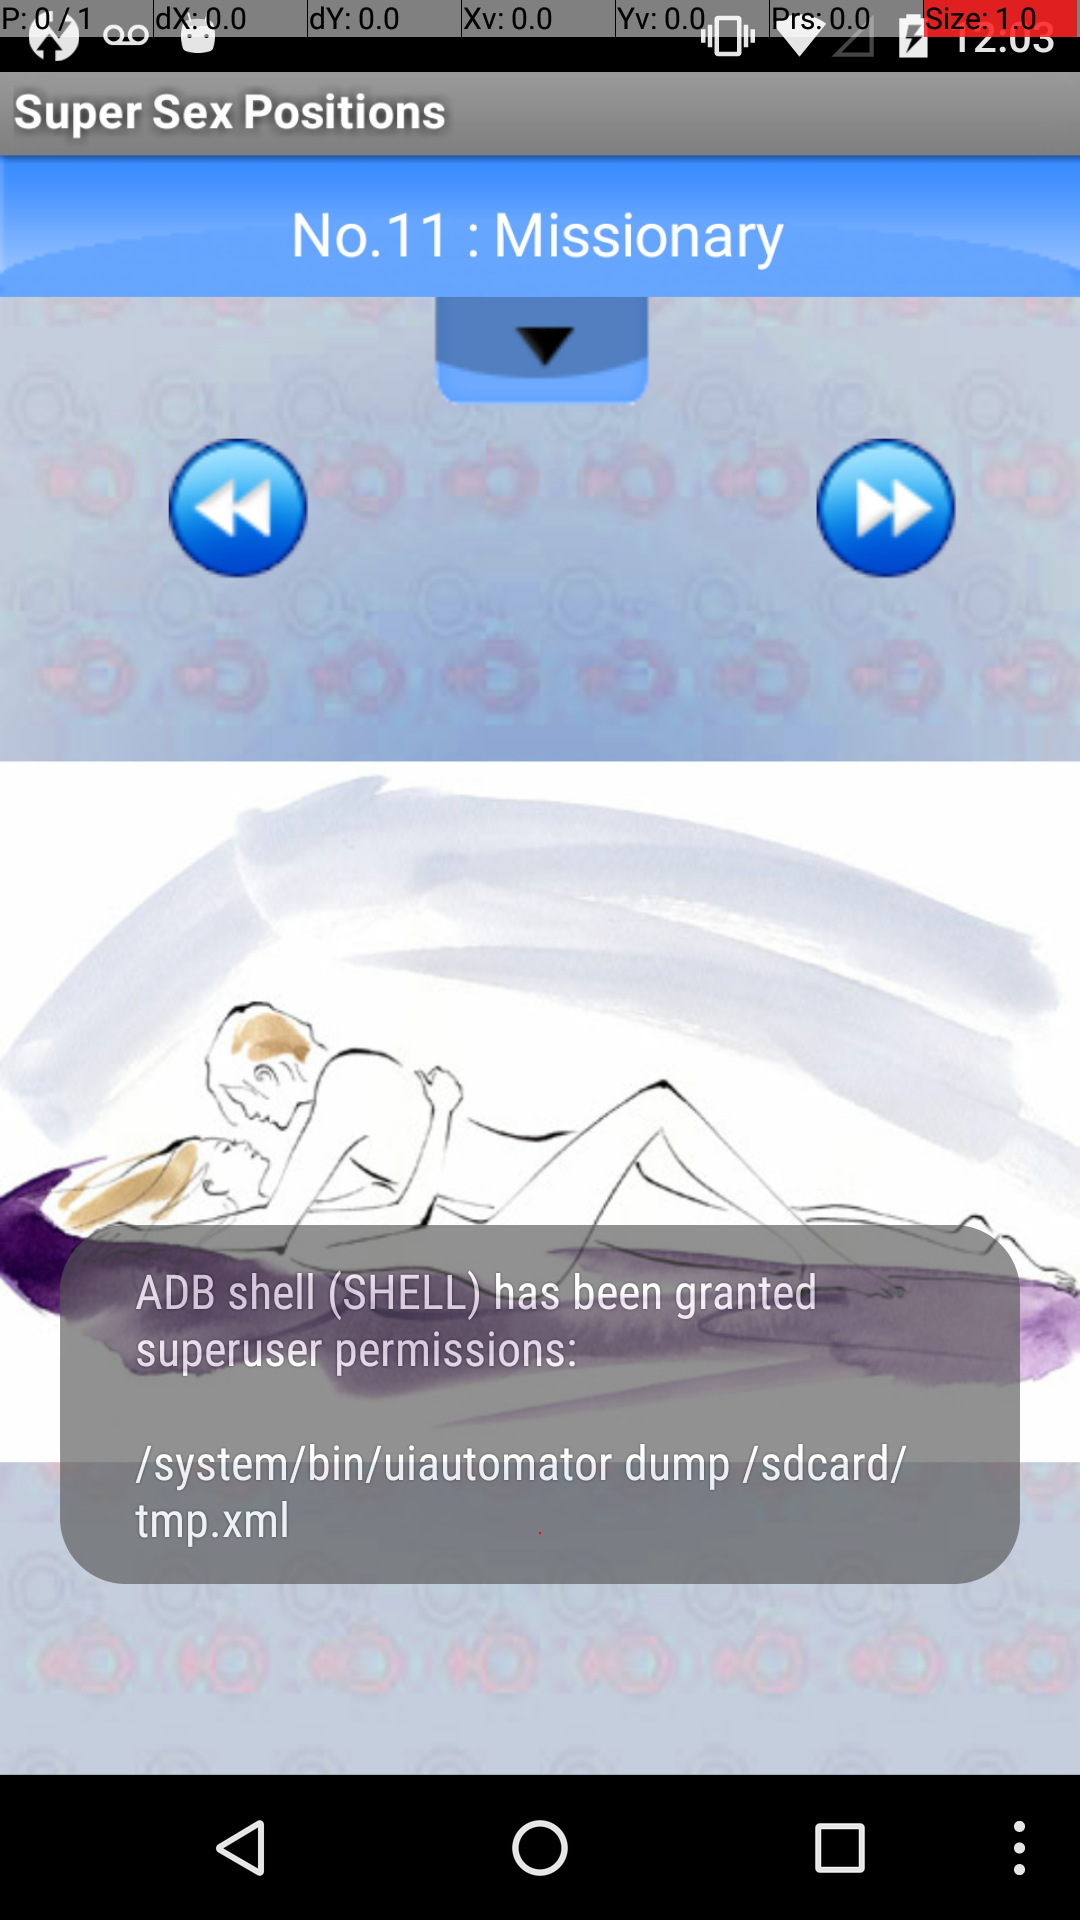 P: 0 / 1 dX: 0.0 dY: 0.0 Xv: 0.0 Yv: 0.0 Prs: 0.0 Size: 1.0
12:03
Super Sex Positions
No.11 : Missionary
ADB shell (SHELL) has been granted
superuser permissions:
/system/bin/uiautomator dump /sdcard/
tmp.xml